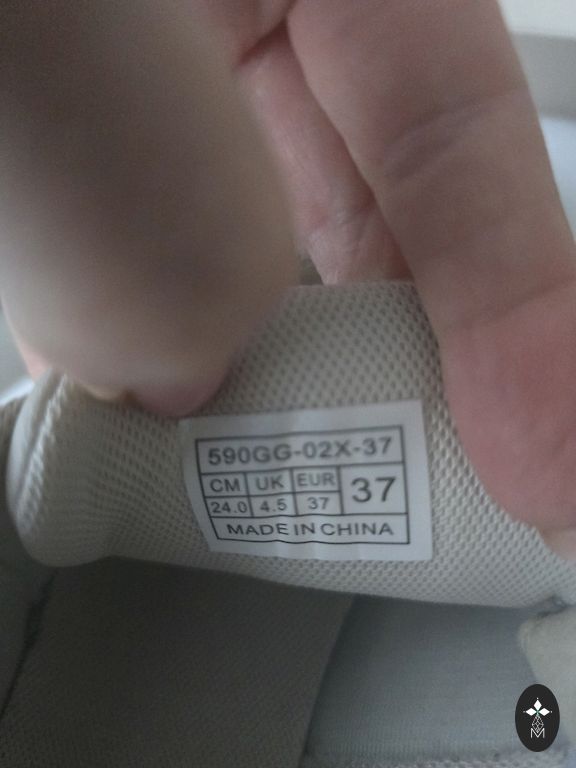 590GG-02X-37
CM UK EUR 37
24.0 4.5 37
MADE IN CHINA
M